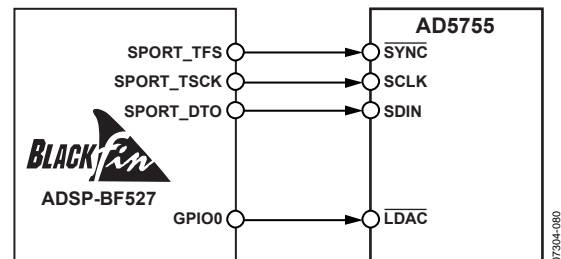 AD5755
SPORT_TFS SYNC
SPORT_TSCK SCLK
SPORT_DTO SDIN
BLACKfin
ADSP-BF527
GPIO0 LDAC
07304-080